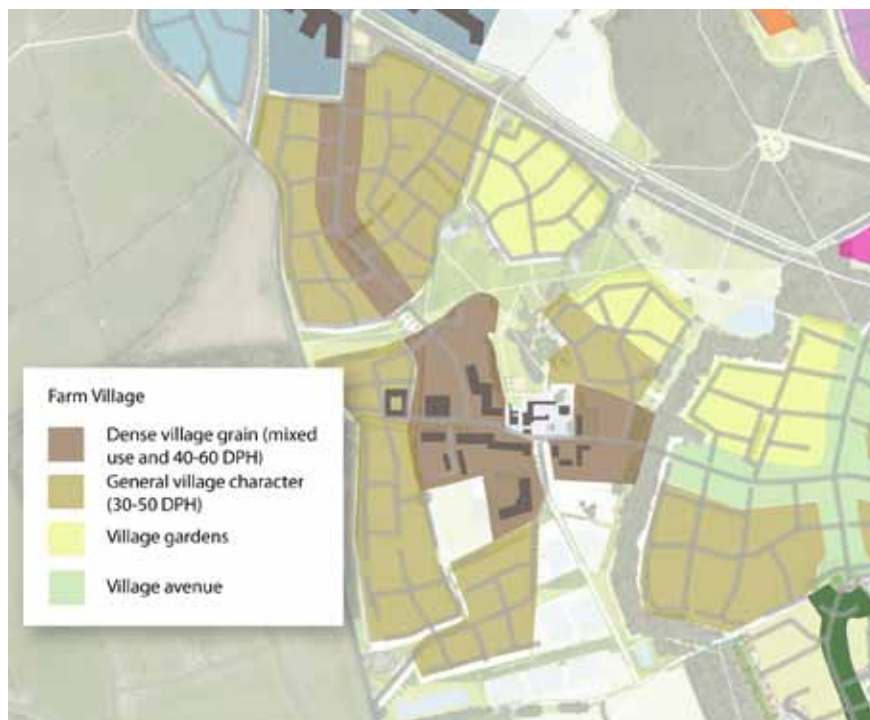 Farm Village
Dense village grain (mixed
use and 40-60 DPH)
General village character
(30-50 DPH)
Village gardens
Village avenue